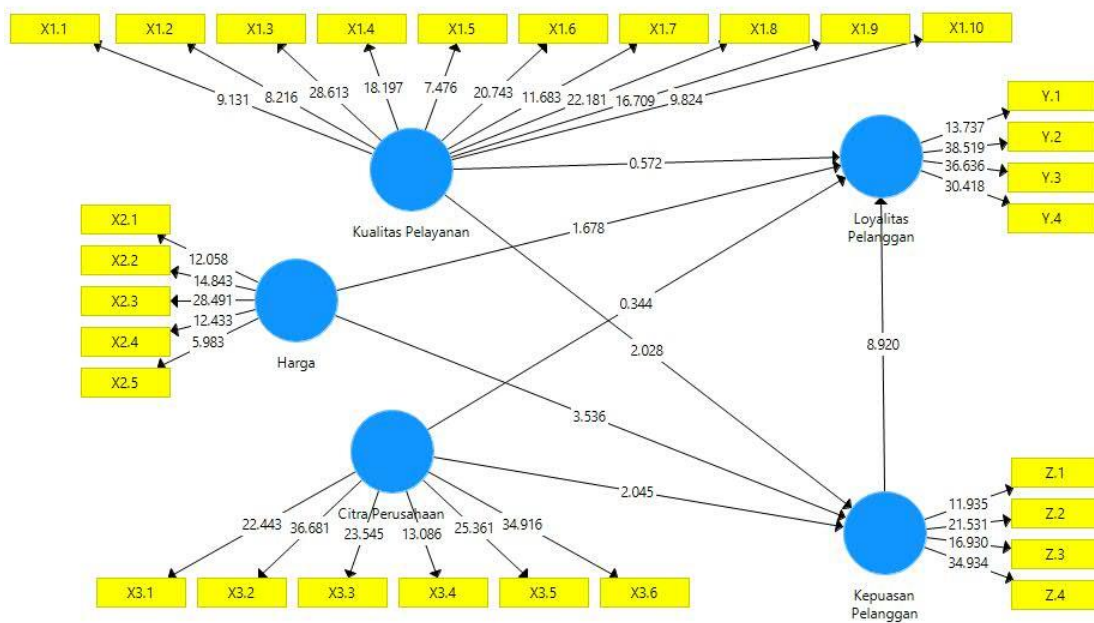 X1.1 X1.2 X1.3 X1.4 X1.5 X1.6 X1.7 X1.8 X1.9 X1.10
9.131 8.216 28.613 18.197 7.476 20.743 11.683 22.181 16.709 9.824
Kualitas Pelayanan
X2.1
X2.2
X2.3
X2.4
X2.5
12.058
14.843
28.491
12.433
5.983
Harga
0.572
1.678
0.344
2.028
3.536
2.045
8.920
Loyalitas
Pelanggan
13.737
38.519
36.636
30.418
Y.1
Y.2
Y.3
Y.4
Citra Perusahaan
22.443 36.681 23.545 13.086 25.361 34.916
X3.1 X3.2 X3.3 X3.4 X3.5 X3.6
Kepuasan
Pelanggan
11.935
21.531
16.930
34.934
Z.1
Z.2
Z.3
Z.4